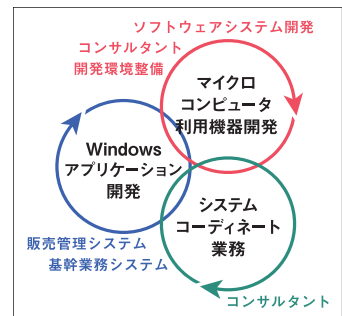 ソフトウェアシステム開発
コンサルタント
開発環境整備
マイクロ
コンピュータ
利用機器開発
Windows
アプリケーション
開発
システム
コーディネート
業務
販売管理システム
基幹業務システム
コンサルタント